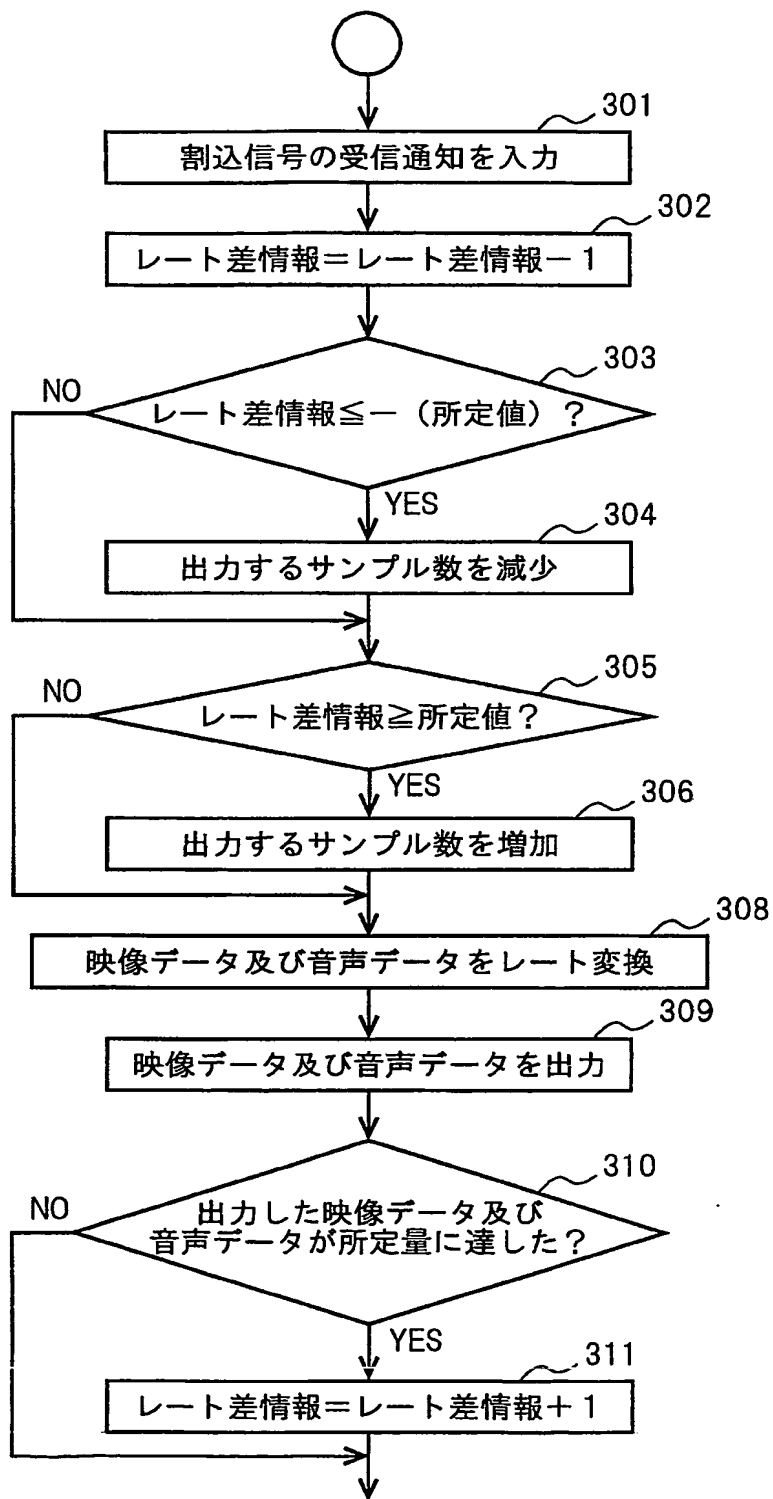 301
割込信号の受信通知を入力
302
レート差情報＝レート差情報－１
303
NO
レート差情報≦－（所定値）？
YES
304
出力するサンプル数を減少
305
NO
レート差情報≧所定値？
YES
306
出力するサンプル数を増加
308
映像データ及び音声データをレート変換
309
映像データ及び音声データを出力
310
NO
出力した映像データ及び
音声データが所定量に達した？
YES
311
レート差情報＝レート差情報＋１